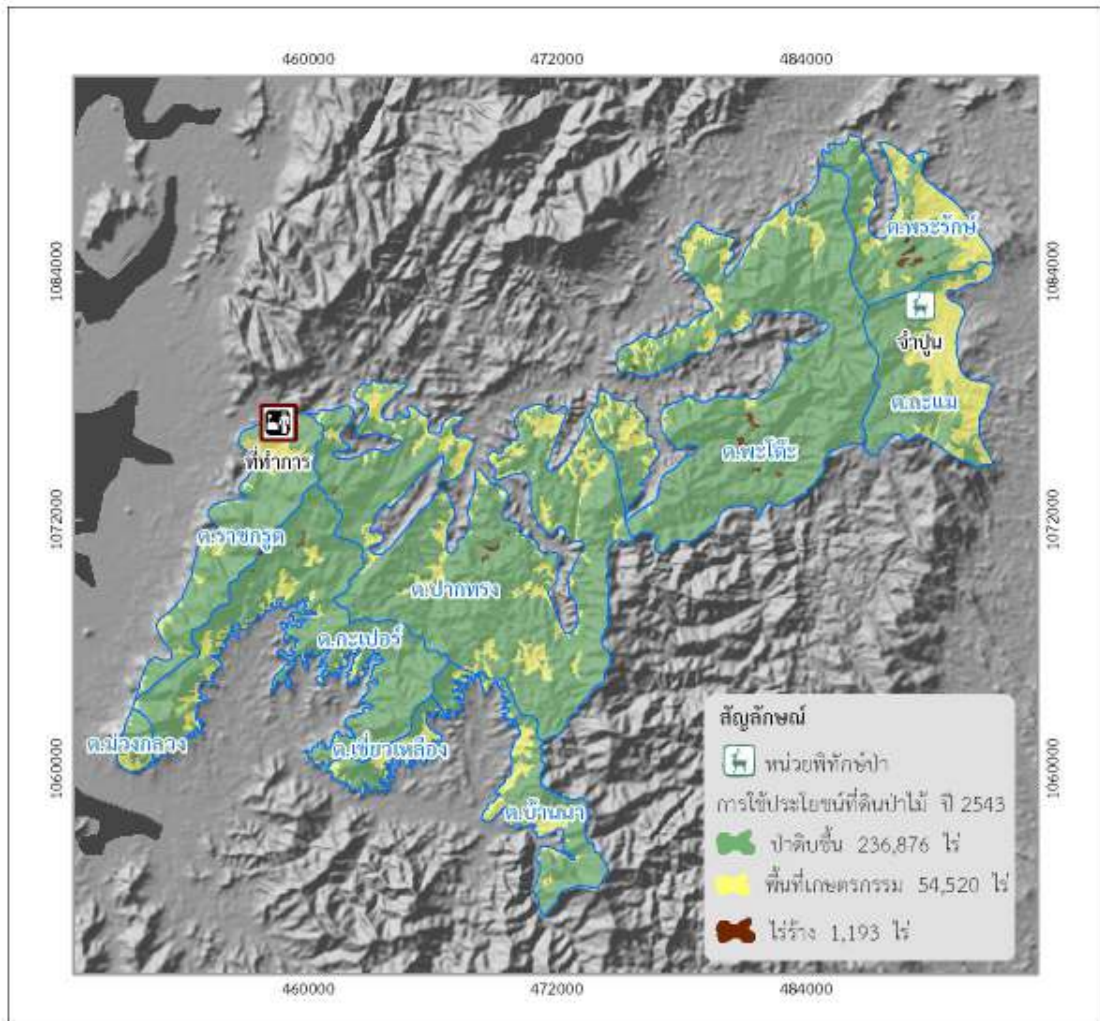 460000 472000 484000
1084000
1084000
ต.พระรักษ์
จำปูน
ต.ละแม
ที่ทำการ
ต.พะโต๊ะ
1072000
1072000
ต.ราชกรูด
ต.ปากทรง
ต.กะเปอร์
ต.ม่วงกลวง
ต.เชี่ยวเหลียง
ต.บ้านนา
1060000
1060000
สัญลักษณ์
หน่วยพิทักษ์ป่า
การใช้ประโยชน์ที่ดินป่าไม้ ปี 2543
ป่าดิบชื้น 236,876 ไร่
พื้นที่เกษตรกรรม 54,520 ไร่
ไร่ร้าง 1,193 ไร่
460000 472000 484000